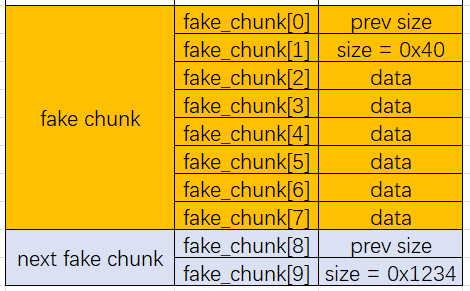 fake chunk
fake_chunk[0] prev size
fake_chunk[1] size = 0x40
fake_chunk[2] data
fake_chunk[3] data
fake_chunk[4] data
fake_chunk[5] data
fake_chunk[6] data
fake_chunk[7] data
next fake chunk
fake_chunk[8] prev size
fake_chunk[9] size = 0x1234